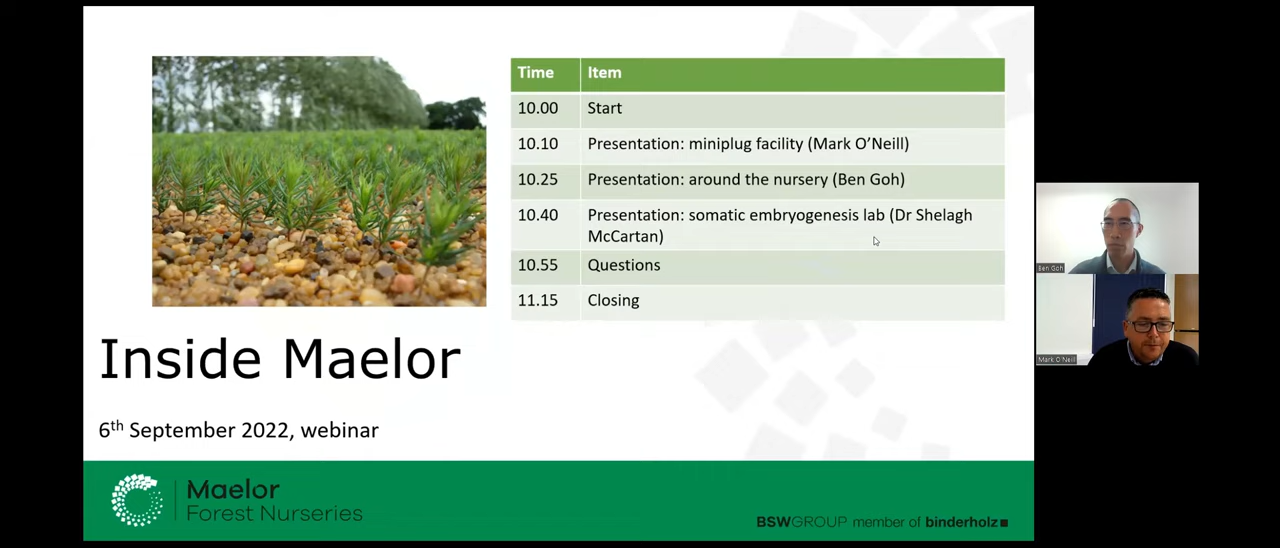 Time Item
10.00 Start
10.10 Presentation: miniplug facility (Mark O’Neill)
10.25 Presentation: around the nursery (Ben Goh)
10.40 Presentation: somatic embryogenesis lab (Dr Shelagh
McCartan)
10.55 Questions
11.15 Closing
Inside Maelor
6th September 2022, webinar
Maelor
Forest Nurseries
BSWGROUP member of binderholz
Ben Goh
Mark O'Neill